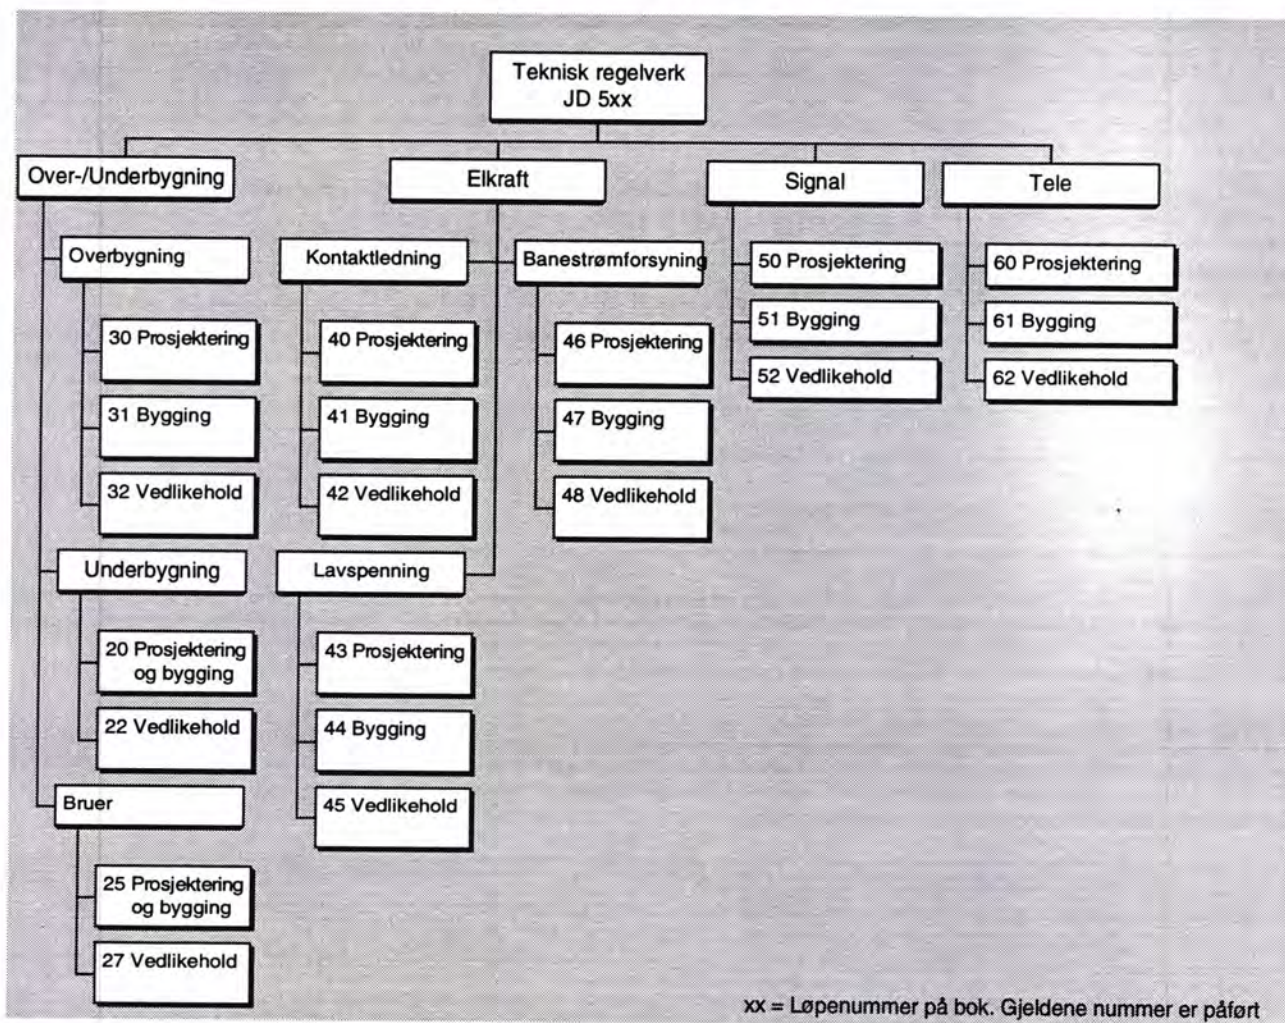 Teknisk regelverk
JD 5xx
Over-/Underbygning
Elkraft
Signal
Tele
Overbygning
30 Prosjektering
31 Bygging
32 Vedlikehold
Underbygning
20 Prosjektering
og bygging
22 Vedlikehold
Bruer
25 Prosjektering
og bygging
27 Vedlikehold
Kontaktledning
40 Prosjektering
41 Bygging
42 Vedlikehold
Lavspenning
43 Prosjektering
44 Bygging
45 Vedlikehold
Banestrømforsyning
46 Prosjektering
47 Bygging
48 Vedlikehold
50 Prosjektering
51 Bygging
52 Vedlikehold
60 Prosjektering
61 Bygging
62 Vedlikehold
xx = Løpenummer på bok. Gjeldene nummer er påført